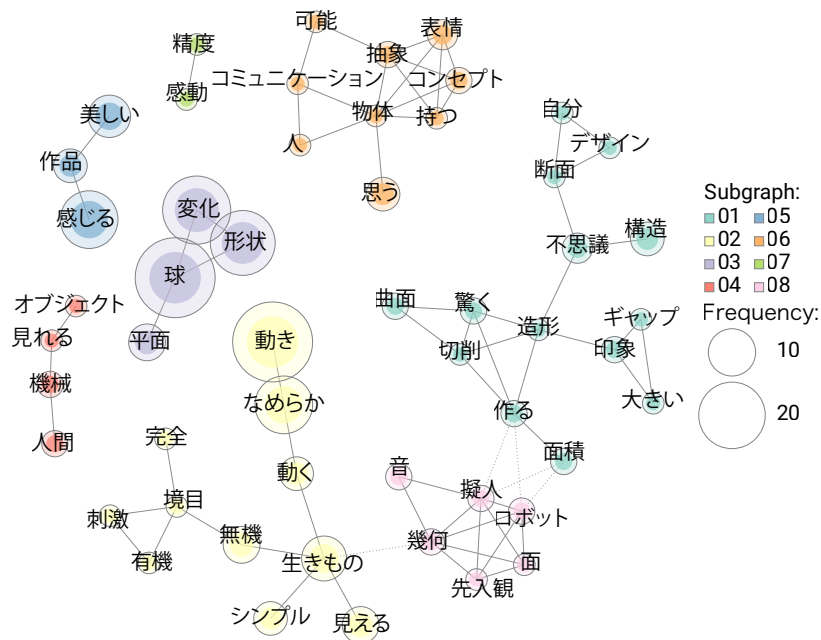 可能
表情
精度
抽象
コミュニケーション
コンセプト
感動
美しい
物体
持つ
自分
人
デザイン
作品
断面
思う
変化
感じる
形状
構造
不思議
球
オブジェクト
曲面
驚く
ギャップ
見れる
平面
動き
造形
切削
印象
機械
なめらか
作る
大きい
人間
完全
面積
動く
音
境目
擬人
刺激
ロボット
無機
幾何
有機
生きもの
面
先入観
シンプル
見える
Subgraph:
01 05
02 06
03 07
04 08
Frequency:
10
20